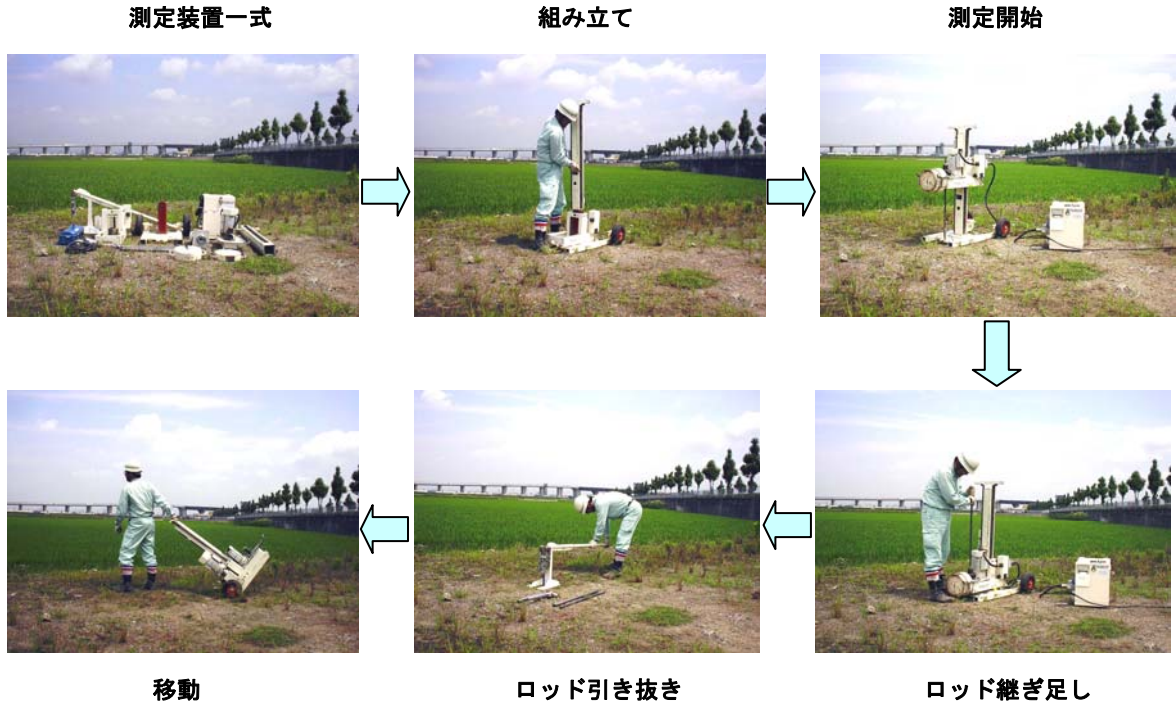 測定装置一式
組み立て
測定開始
ロッド継ぎ足し
ロッド引き抜き
移動